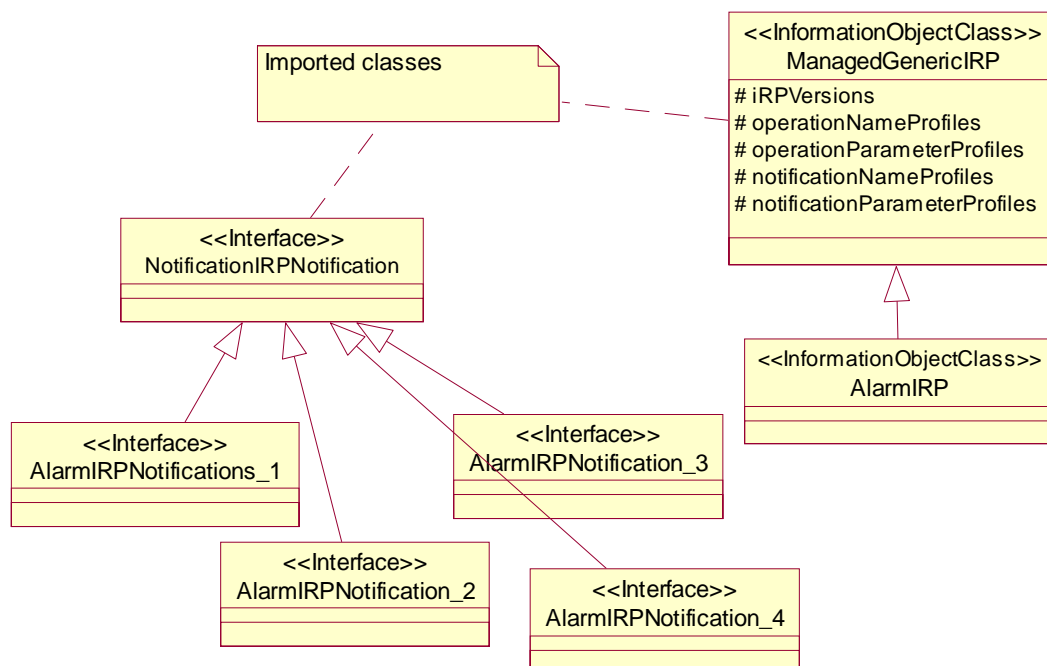 <<InformationObjectClass>>
ManagedGenericIRP
# iRPVersions
# operationNameProfiles
# operationParameterProfiles
# notificationNameProfiles
# notificationParameterProfiles
Imported classes
<<Interface>>
NotificationIRPNotification
<<InformationObjectClass>>
AlarmIRP
<<Interface>>
AlarmIRPNotifications_1
<<Interface>>
AlarmIRPNotification_3
<<Interface>>
AlarmIRPNotification_2
<<Interface>>
AlarmIRPNotification_4